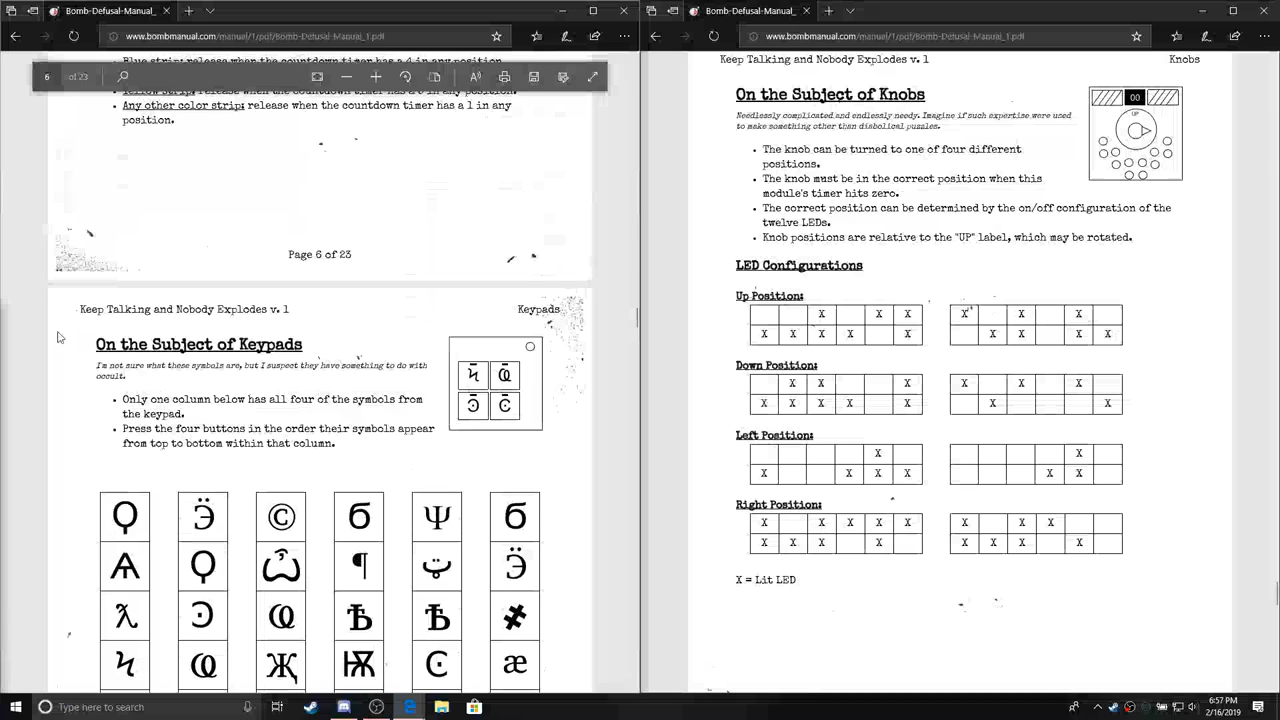 Bomb-Defusal-Manual_1.pdf
www.bombmanual.com/manual/1/pdf/Bomb-Defusal-Manual_1.pdf
6 of 23
Any other color strip: release when the countdown timer has a 1 in any
position.
Page 6 of 23
Keep Talking and Nobody Explodes v. 1
Keypads
On the Subject of Keypads
I'm not sure what these symbols are, but I suspect they have something to do with
occult.
• Only one column below has all four of the symbols from
the keypad.
• Press the four buttons in the order their symbols appear
from top to bottom within that column.
Ϙ Ӭ © б Ψ б
Ѧ Ϙ Ѽ ¶ ټ Ӭ
ƛ Ͽ Ҩ Ѣ Ѣ ҂
Ϟ Ҩ Җ Ѭ Ͼ æ
Bomb-Defusal-Manual_1.pdf
www.bombmanual.com/manual/1/pdf/Bomb-Defusal-Manual_1.pdf
Keep Talking and Nobody Explodes v. 1
Knobs
On the Subject of Knobs
Needlessly complicated and endlessly needy. Imagine if such expertise were used
to make something other than diabolical puzzles.
00
UP
• The knob can be turned to one of four different
positions.
• The knob must be in the correct position when this
module's timer hits zero.
• The correct position can be determined by the on/off configuration of the
twelve LEDs.
• Knob positions are relative to the "UP" label, which may be rotated.
LED Configurations
Up Position:
X X X X X X
X X X X X X X X
Down Position:
X X X X X
X X X X X X
Left Position:
X X
X X X X X X
Right Position:
X X X X X X X
X X X X X X X X
X = Lit LED
Type here to search
6:57 PM
2/16/2019